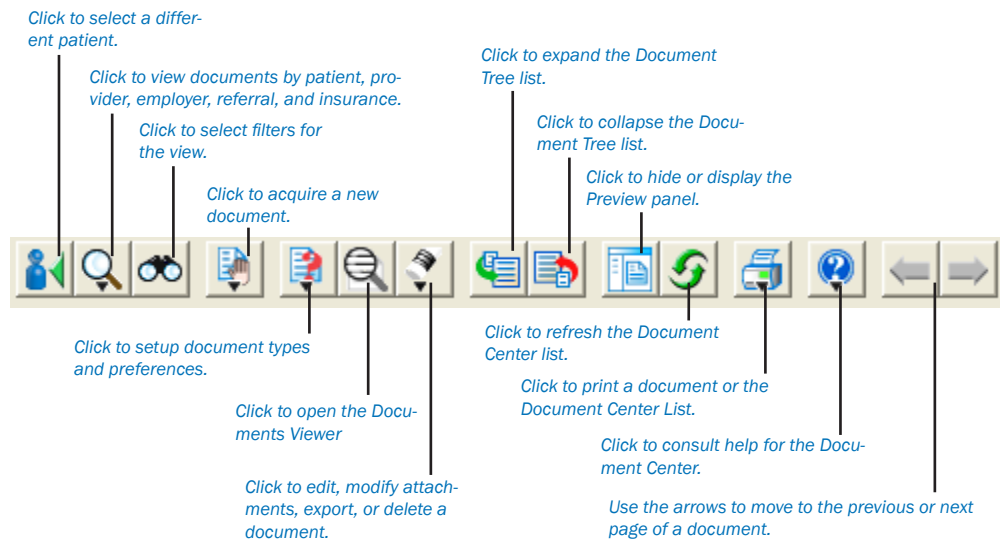 Click to select a differ-
ent patient.
Click to view documents by patient, pro-
vider, employer, referral, and insurance.
Click to select filters for
the view.
Click to acquire a new
document.
Click to expand the Document
Tree list.
Click to collapse the Docu-
ment Tree list.
Click to hide or display the
Preview panel.
Click to setup document types
and preferences.
Click to open the Docu-
ments Viewer
Click to edit, modify attach-
ments, export, or delete a
document.
Click to refresh the Document
Center list.
Click to print a document or the
Document Center List.
Click to consult help for the Docu-
ment Center.
Use the arrows to move to the previous or next
page of a document.